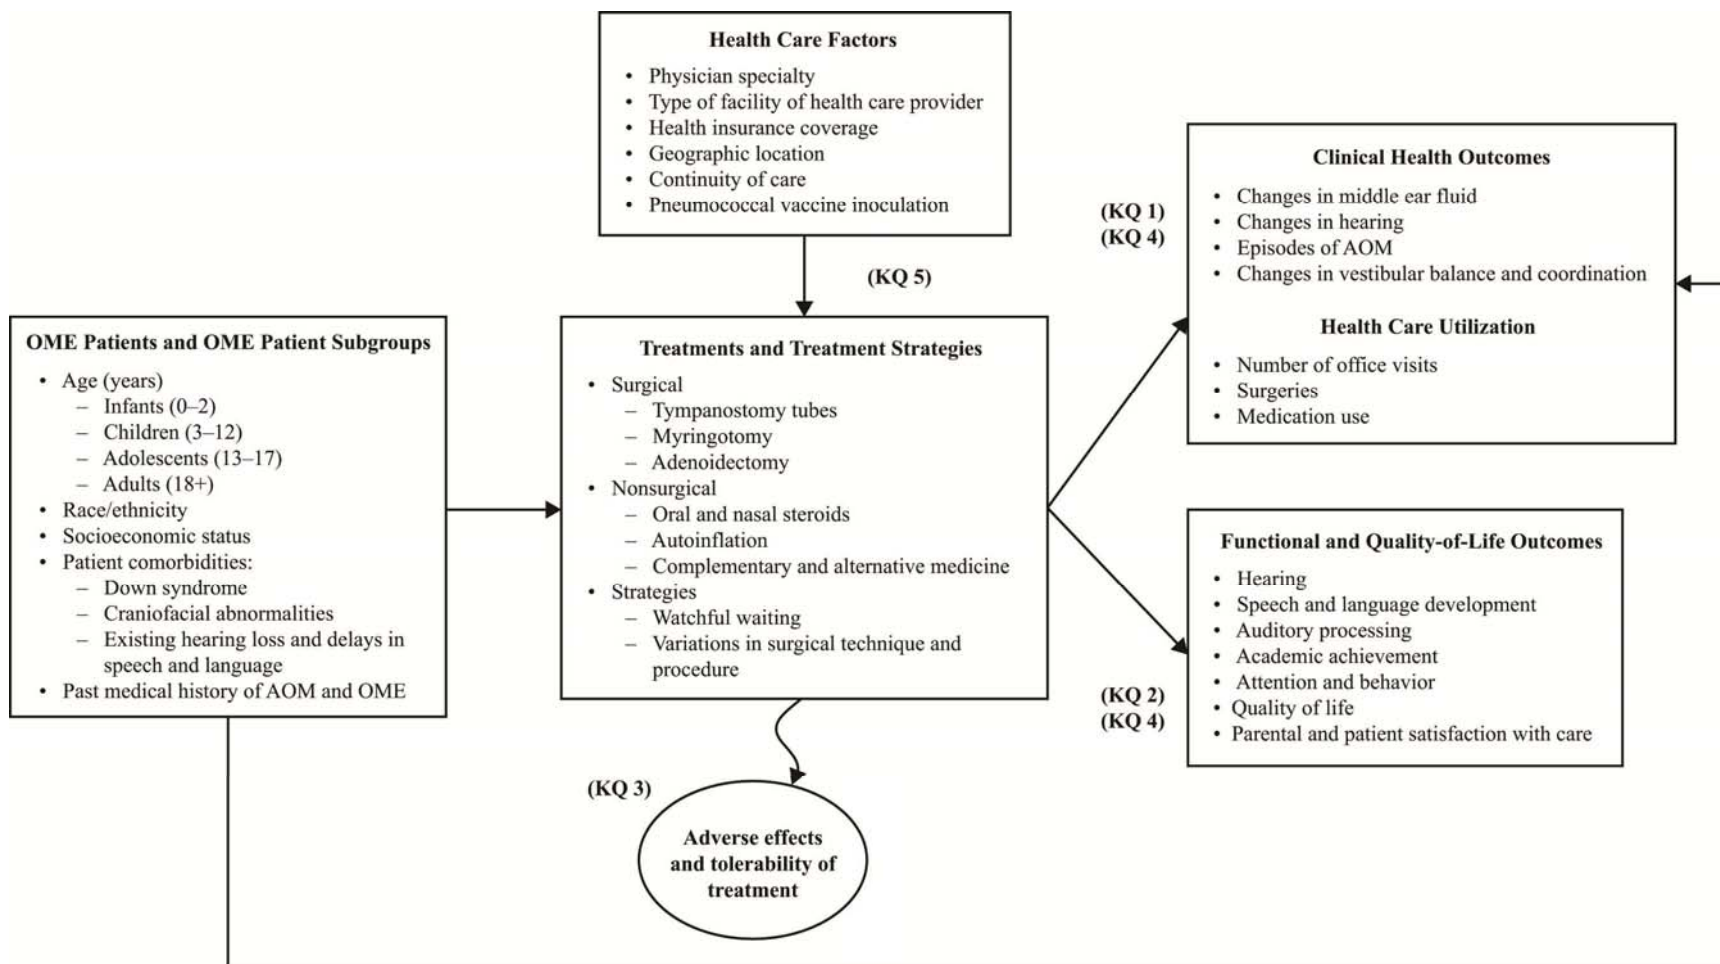 Health Care Factors
• Physician specialty
• Type of facility of health care provider
• Health insurance coverage
• Geographic location
• Continuity of care
• Pneumococcal vaccine inoculation
(KQ 5)
OME Patients and OME Patient Subgroups
• Age (years)
– Infants (0–2)
– Children (3–12)
– Adolescents (13–17)
– Adults (18+)
• Race/ethnicity
• Socioeconomic status
• Patient comorbidities:
– Down syndrome
– Craniofacial abnormalities
– Existing hearing loss and delays in
speech and language
• Past medical history of AOM and OME
Treatments and Treatment Strategies
• Surgical
– Tympanostomy tubes
– Myringotomy
– Adenoidectomy
• Nonsurgical
– Oral and nasal steroids
– Autoinflation
– Complementary and alternative medicine
• Strategies
– Watchful waiting
– Variations in surgical technique and
procedure
(KQ 3)
Adverse effects
and tolerability of
treatment
(KQ 1)
(KQ 4)
Clinical Health Outcomes
• Changes in middle ear fluid
• Changes in hearing
• Episodes of AOM
• Changes in vestibular balance and coordination
Health Care Utilization
• Number of office visits
• Surgeries
• Medication use
(KQ 2)
(KQ 4)
Functional and Quality-of-Life Outcomes
• Hearing
• Speech and language development
• Auditory processing
• Academic achievement
• Attention and behavior
• Quality of life
• Parental and patient satisfaction with care